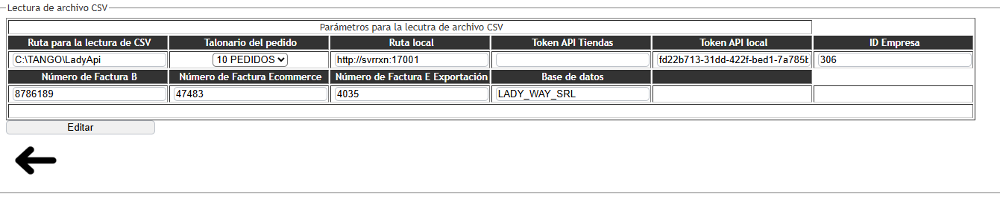 Lectura de archivo CSV
Parámetros para la lecutra de archivo CSV
Ruta para la lectura de CSV Talonario del pedido Ruta local Token API Tiendas Token API local ID Empresa
C:\TANGO\LadyApi 10 PEDIDOS http://svrrxn:17001 fd22b713-31dd-422f-bed1-7a785b 306
Número de Factura B Número de Factura Ecommerce Número de Factura E Exportación Base de datos
8786189 47483 4035 LADY_WAY_SRL
Editar